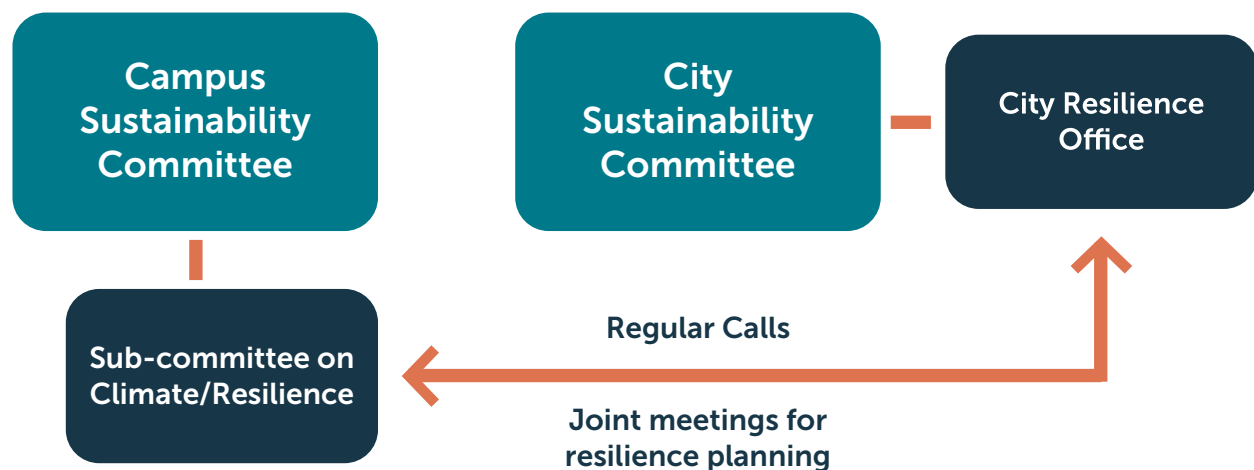 Campus
Sustainability
Committee
City
Sustainability
Committee
City Resilience
Office
Sub-committee on
Climate/Resilience
Regular Calls
Joint meetings for
resilience planning